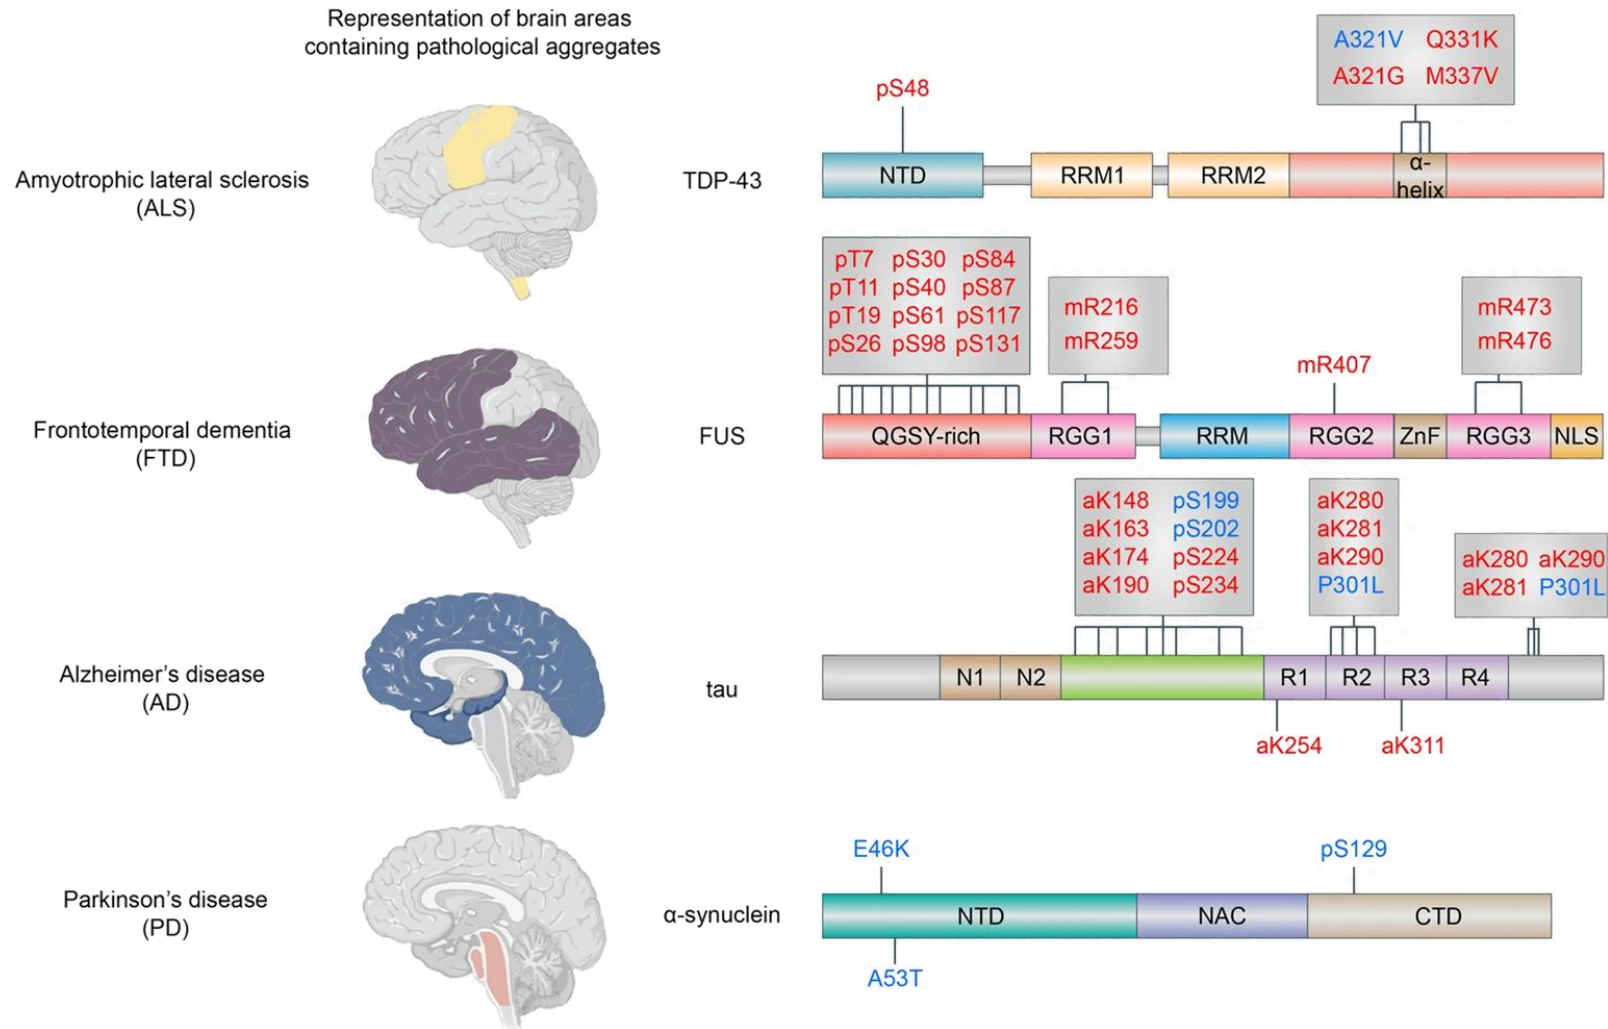 Representation of brain areas
containing pathological aggregates
Amyotrophic lateral sclerosis
(ALS)
TDP-43
pS48
A321V Q331K
A321G M337V
NTD RRM1 RRM2 α-
helix
Frontotemporal dementia
(FTD)
FUS
pT7 pS30 pS84
pT11 pS40 pS87
pT19 pS61 pS117
pS26 pS98 pS131
mR216
mR259
mR407
mR473
mR476
QGSY-rich RGG1 RRM RGG2 ZnF RGG3 NLS
Alzheimer's disease
(AD)
tau
aK148 pS199
aK163 pS202
aK174 pS224
aK190 pS234
aK280
aK281
aK290
P301L
aK280 aK290
aK281 P301L
N1 N2 R1 R2 R3 R4
aK254 aK311
Parkinson's disease
(PD)
α-synuclein
E46K pS129
NTD NAC CTD
A53T